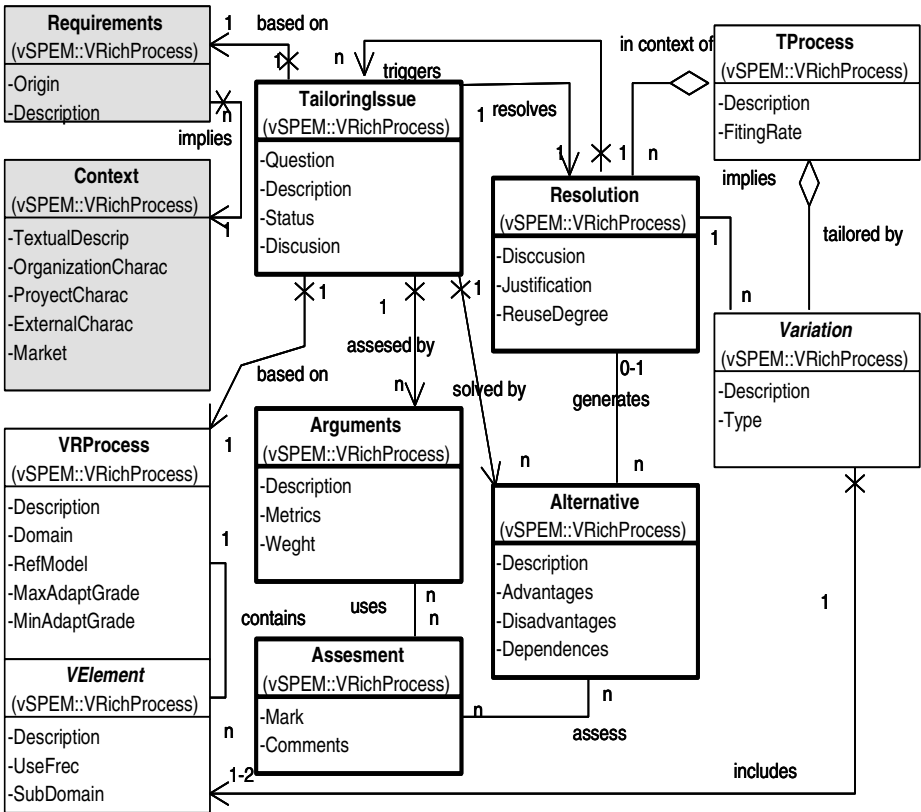 Requirements
(vSPEM::VRichProcess)
-Origin
-Description
1
based on
1
n
triggers
n
implies
1
Context
(vSPEM::VRichProcess)
-TextualDescrip
-OrganizationCharac
-ProyectCharac
-ExternalCharac
-Market
TailoringIssue
(vSPEM::VRichProcess)
-Question
-Description
-Status
-Discusion
1
resolves
1
1
n
in context of
TProcess
(vSPEM::VRichProcess)
-Description
-FitingRate
implies
tailored by
1
n
Resolution
(vSPEM::VRichProcess)
-Disccusion
-Justification
-ReuseDegree
Variation
(vSPEM::VRichProcess)
-Description
-Type
1
based on
1
1
assesed by
n
1
solved by
n
0-1
generates
n
VRProcess
(vSPEM::VRichProcess)
-Description
-Domain
-RefModel
-MaxAdaptGrade
-MinAdaptGrade
1
contains
n
VElement
(vSPEM::VRichProcess)
-Description
-UseFrec
-SubDomain
1-2
Arguments
(vSPEM::VRichProcess)
-Description
-Metrics
-Weght
uses
n
n
Assesment
(vSPEM::VRichProcess)
-Mark
-Comments
n
n
assess
Alternative
(vSPEM::VRichProcess)
-Description
-Advantages
-Disadvantages
-Dependences
1
includes